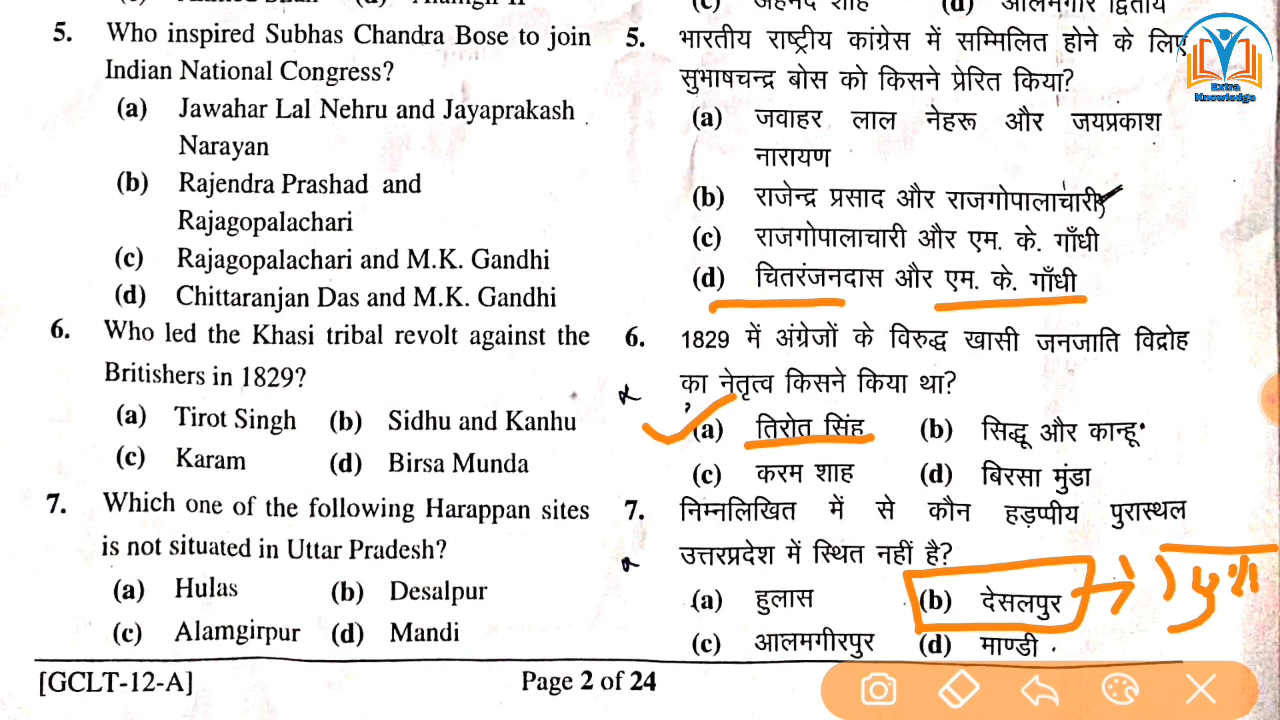 5. Who inspired Subhas Chandra Bose to join
Indian National Congress?
(a) Jawahar Lal Nehru and Jayaprakash
Narayan
(b) Rajendra Prashad and
Rajagopalachari
(c) Rajagopalachari and M.K. Gandhi
(d) Chittaranjan Das and M.K. Gandhi
6. Who led the Khasi tribal revolt against the
Britishers in 1829?
(a) Tirot Singh (b) Sidhu and Kanhu
(c) Karam (d) Birsa Munda
7. Which one of the following Harappan sites
is not situated in Uttar Pradesh?
(a) Hulas (b) Desalpur
(c) Alamgirpur (d) Mandi
(c) अहमद शाह (d) आलमगीर द्वितीय
5. भारतीय राष्ट्रीय कांग्रेस में सम्मिलित होने के लिए
सुभाषचन्द्र बोस को किसने प्रेरित किया?
(a) जवाहर लाल नेहरू और जयप्रकाश
नारायण
(b) राजेन्द्र प्रसाद और राजगोपालाचारी
(c) राजगोपालाचारी और एम. के. गाँधी
(d) चितरंजनदास और एम. के. गाँधी
6. 1829 में अंग्रेजों के विरुद्ध खासी जनजाति विद्रोह
का नेतृत्व किसने किया था?
(a) तिरोत सिंह (b) सिद्धू और कान्हू
(c) करम शाह (d) बिरसा मुंडा
7. निम्नलिखित में से कौन हड़प्पीय पुरास्थल
उत्तरप्रदेश में स्थित नहीं है?
(a) हुलास (b) देसलपुर
(c) आलमगीरपुर (d) माण्डी
[GCLT-12-A] Page 2 of 24
Extra
Knowledge